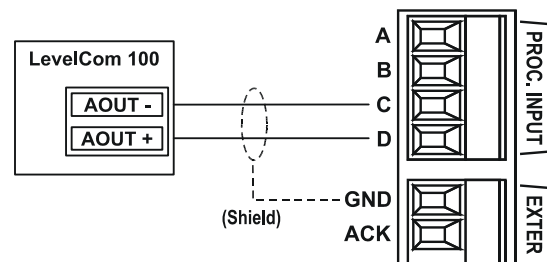 LevelCom 100
AOUT -
AOUT +
(Shield)
A
B
C
D
GND
ACK
PROC. INPUT
EXTER